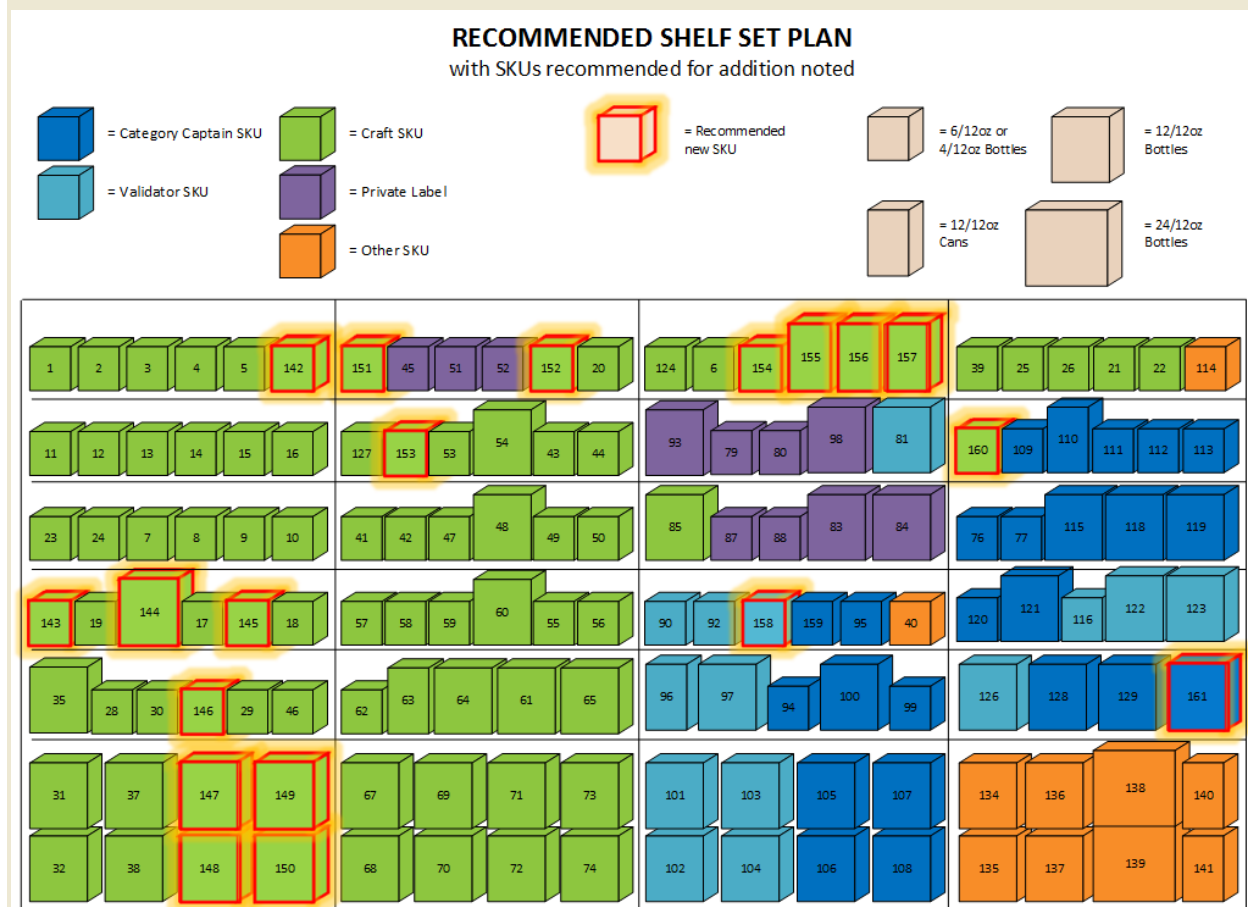 RECOMMENDED SHELF SET PLAN
with SKUs recommended for addition noted
= Category Captain SKU
= Craft SKU
= Recommended
new SKU
= 6/12oz or
4/12oz Bottles
= 12/12oz
Bottles
= Validator SKU
= Private Label
= 12/12oz
Cans
= 24/12oz
Bottles
= Other SKU
1 2 3 4 5 142 151 45 51 52 152 20 124 6 154 155 156 157 39 25 26 21 22 114
11 12 13 14 15 16 127 153 53 54 43 44 93 79 80 98 81 160 109 110 111 112 113
23 24 7 8 9 10 41 42 47 48 49 50 85 87 88 83 84 76 77 115 118 119
143 19 144 17 145 18 57 58 59 60 55 56 90 92 158 159 95 40 120 121 116 122 123
35 28 30 146 29 46 62 63 64 61 65 96 97 94 100 99 126 128 129 161
31 37 147 149 67 69 71 73 101 103 105 107 134 136 138 140
32 38 148 150 68 70 72 74 102 104 106 108 135 137 139 141